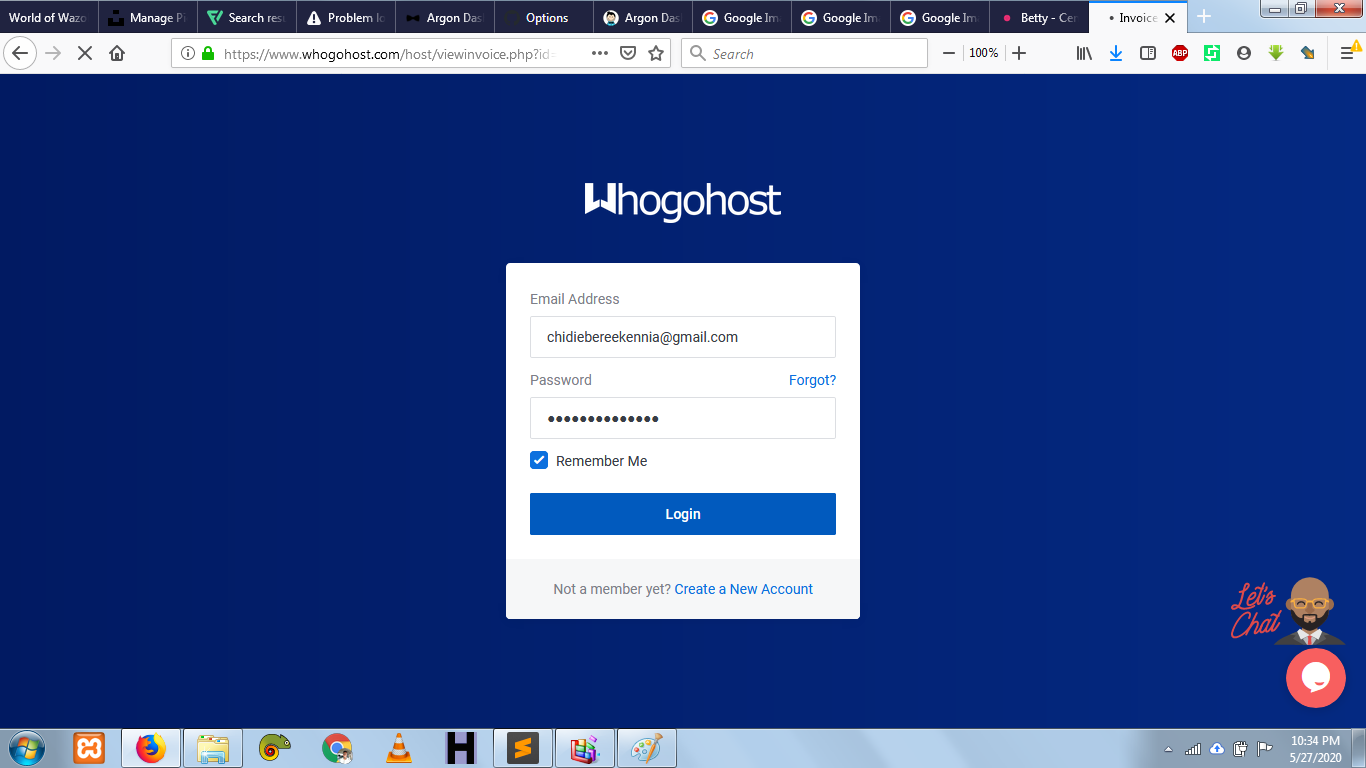 World of Wazo
Manage Pi
Search resu
Problem lo
Argon Das
Options
Argon Das
Google Im
Google Im
Google Im
Betty - Cer
Invoice
https://www.whogohost.com/host/viewinvoice.php?id=
Search
100%
ABP
Whogohost
Email Address
chidiebereekennia@gmail.com
Password
Forgot?
Remember Me
Login
Not a member yet? Create a New Account
Let's
Chat
10:34 PM
5/27/2020